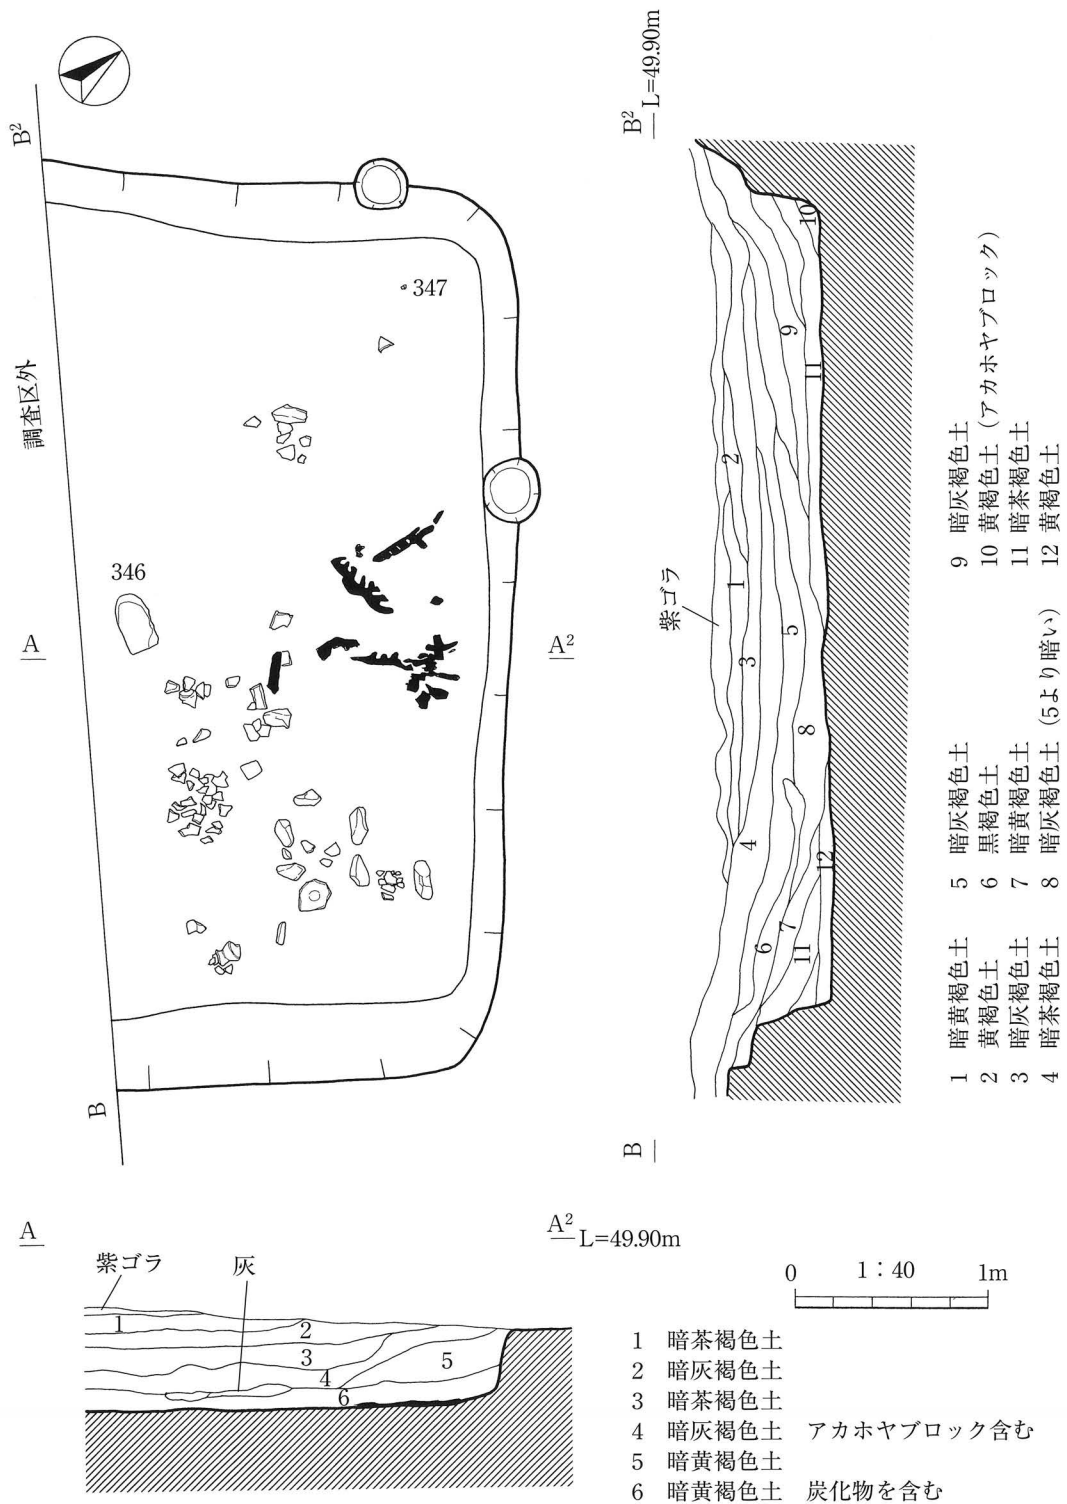 B²
調査区外
347
346
A
A²
B
B²
L=49.90m
紫ゴラ
1
2
3
4
5
6
7
8
9
10
11
11
12
B
1 暗黄褐色土
2 黄褐色土
3 暗灰褐色土
4 暗茶褐色土
5 暗灰褐色土
6 黒褐色土
7 暗黄褐色土
8 暗灰褐色土（5より暗い）
9 暗灰褐色土
10 黄褐色土（アカホヤブロック）
11 暗茶褐色土
12 黄褐色土
A
A²
L=49.90m
紫ゴラ
灰
1
2
3
4
5
6
0 1：40 1m
1 暗茶褐色土
2 暗灰褐色土
3 暗茶褐色土
4 暗灰褐色土 アカホヤブロック含む
5 暗黄褐色土
6 暗黄褐色土 炭化物を含む